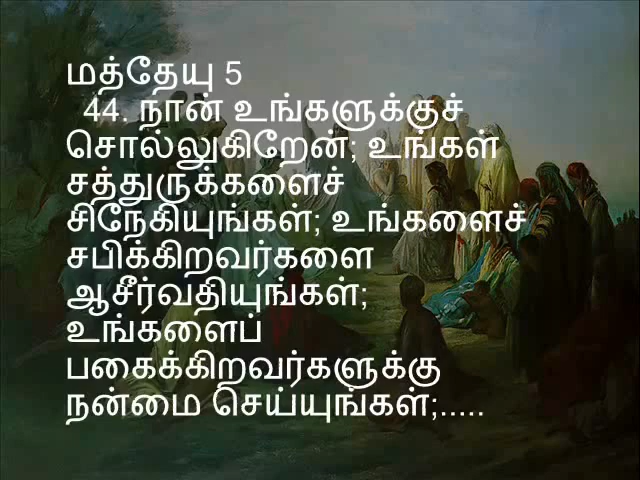 மத்தேயு 5
44. நான் உங்களுக்குச்
சொல்லுகிறேன்; உங்கள்
சத்துருக்களைச்
சிநேகியுங்கள்; உங்களைச்
சபிக்கிறவர்களை
ஆசீர்வதியுங்கள்;
உங்களைப்
பகைக்கிறவர்களுக்கு
நன்மை செய்யுங்கள்;.....